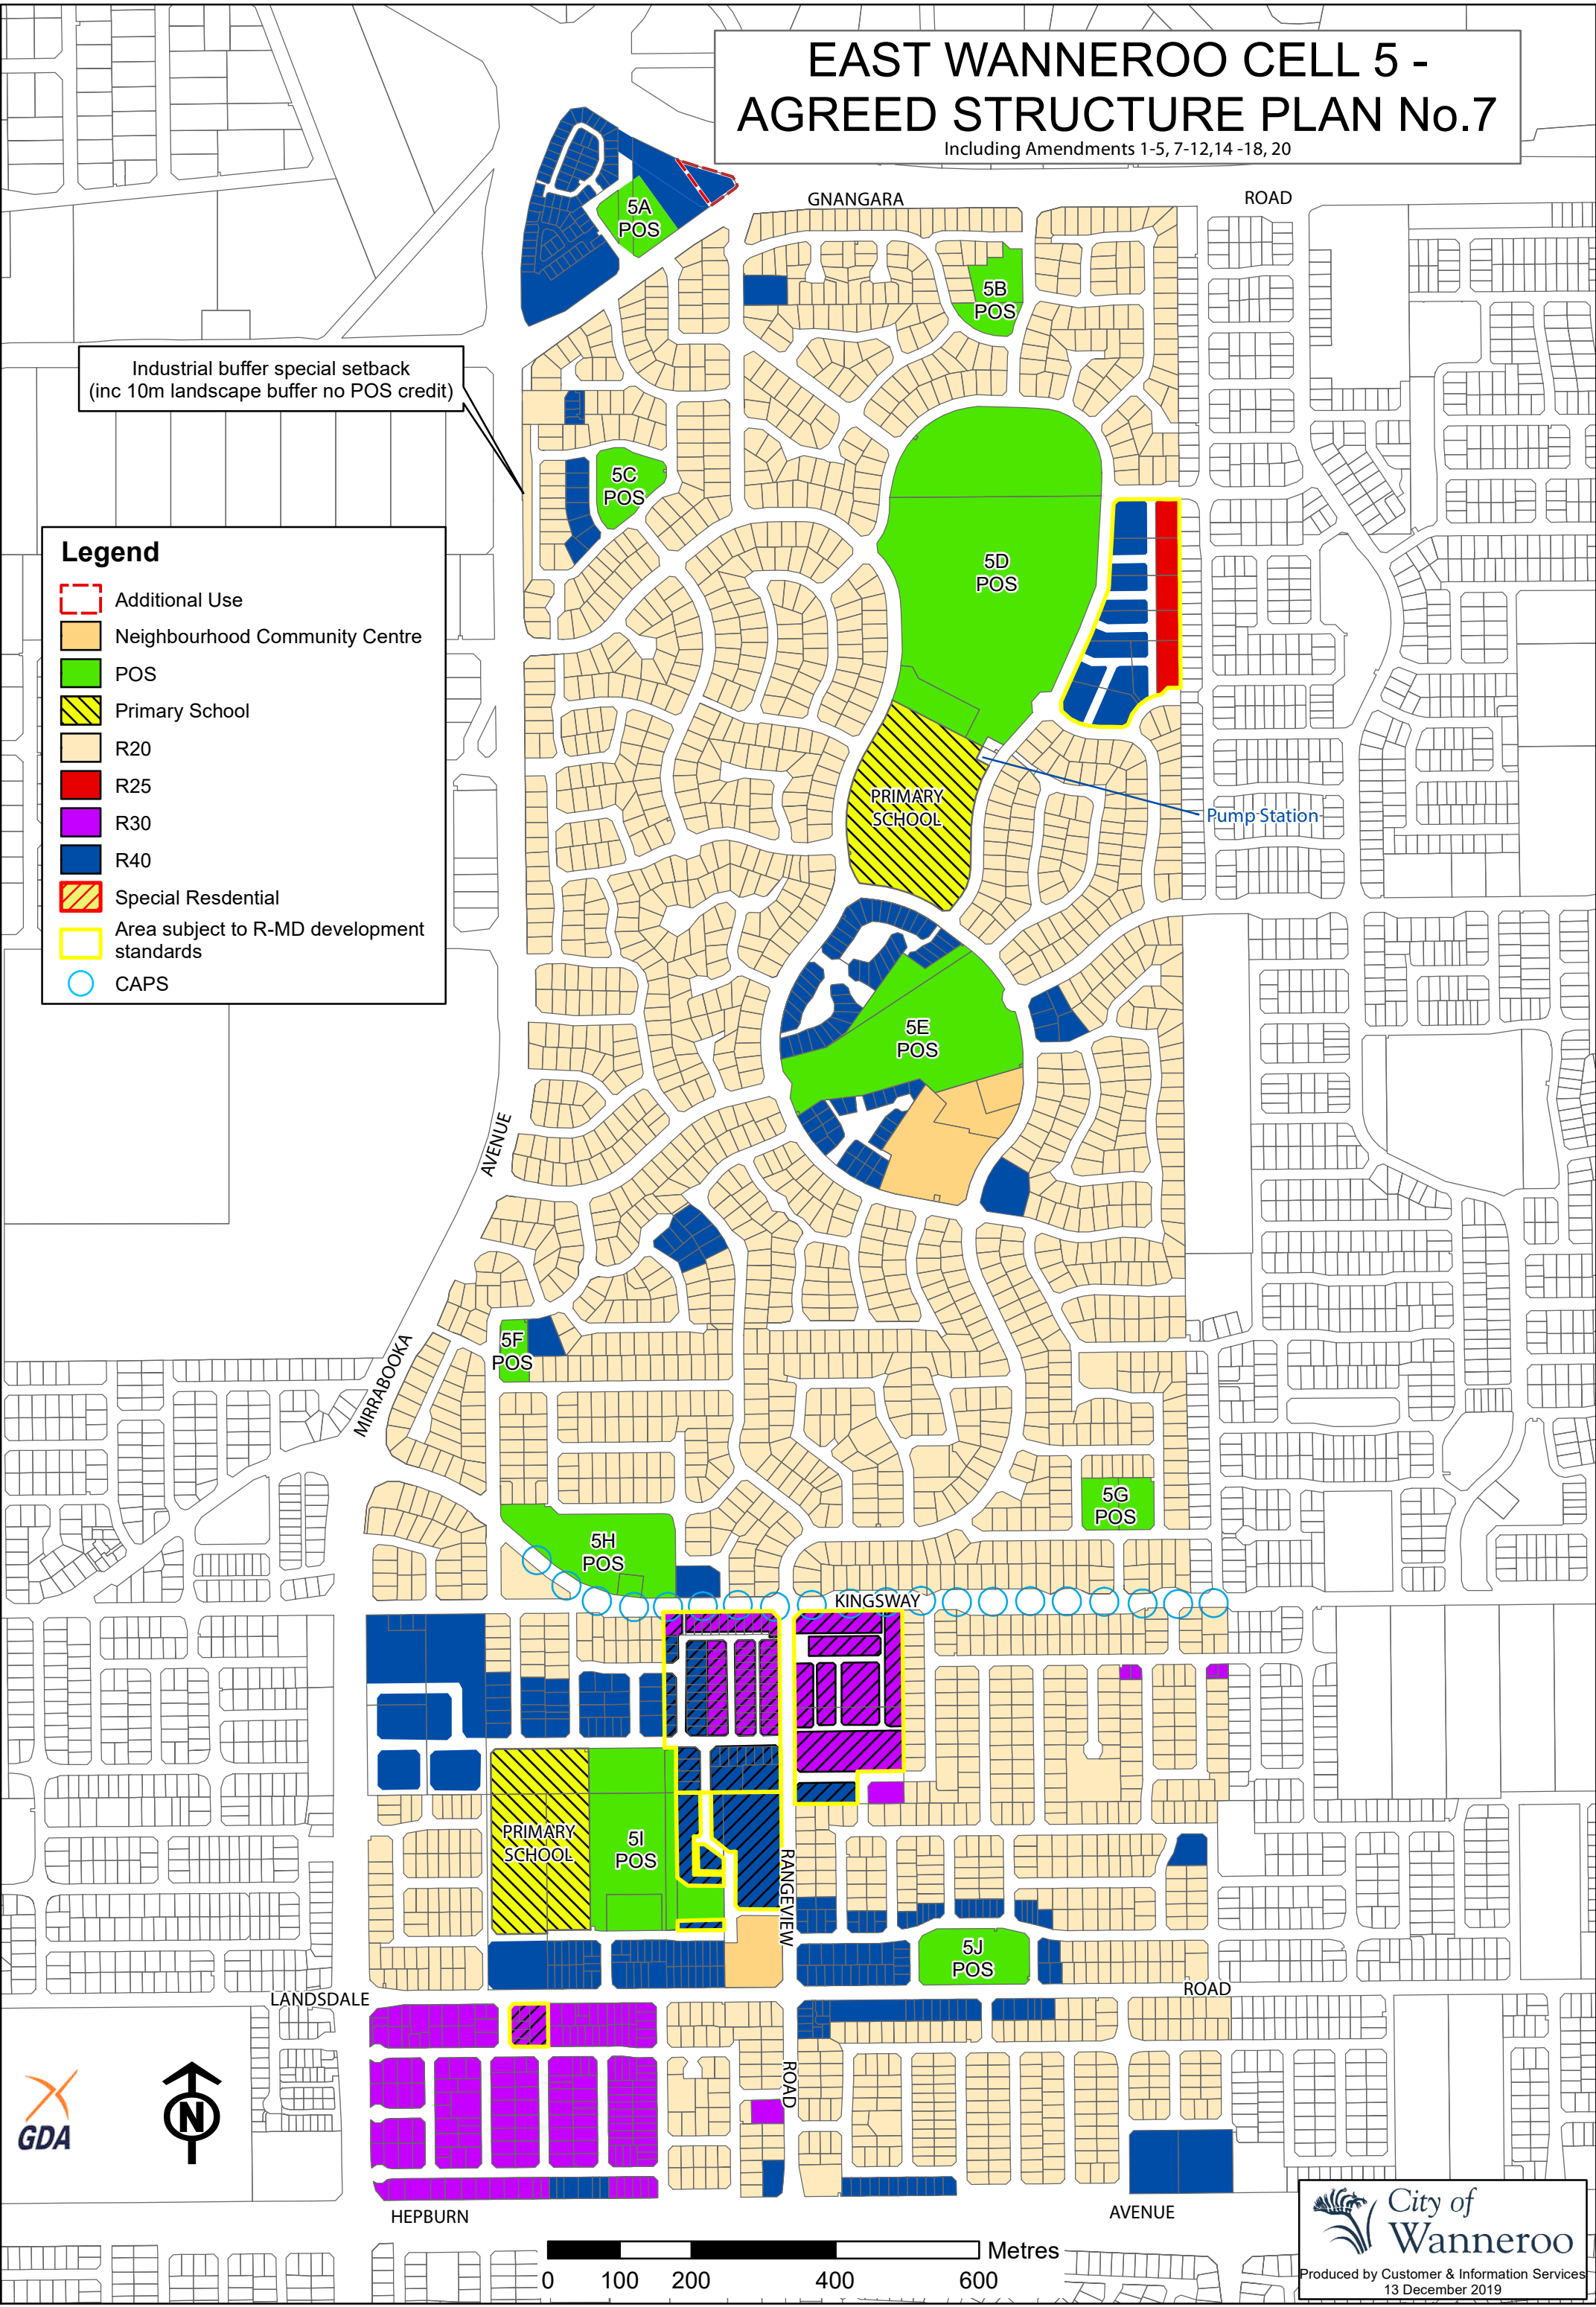 EAST WANNEROO CELL 5 -
AGREED STRUCTURE PLAN No.7
Including Amendments 1-5, 7-12,14 -18, 20
GNANGARA
ROAD
5A
POS
5B
POS
Industrial buffer special setback
(inc 10m landscape buffer no POS credit)
5C
POS
5D
POS
Legend
Additional Use
Neighbourhood Community Centre
POS
Primary School
R20
R25
R30
R40
Special Resdential
Area subject to R-MD development
standards
CAPS
PRIMARY
SCHOOL
Pump Station
5E
POS
AVENUE
MIRRABOOKA
5F
POS
5G
POS
5H
POS
KINGSWAY
PRIMARY
SCHOOL
5I
POS
RANGEVIEW
5J
POS
LANDSDALE
ROAD
ROAD
GDA
N
HEPBURN
AVENUE
Metres
0 100 200 400 600
City of
Wanneroo
Produced by Customer & Information Services
13 December 2019